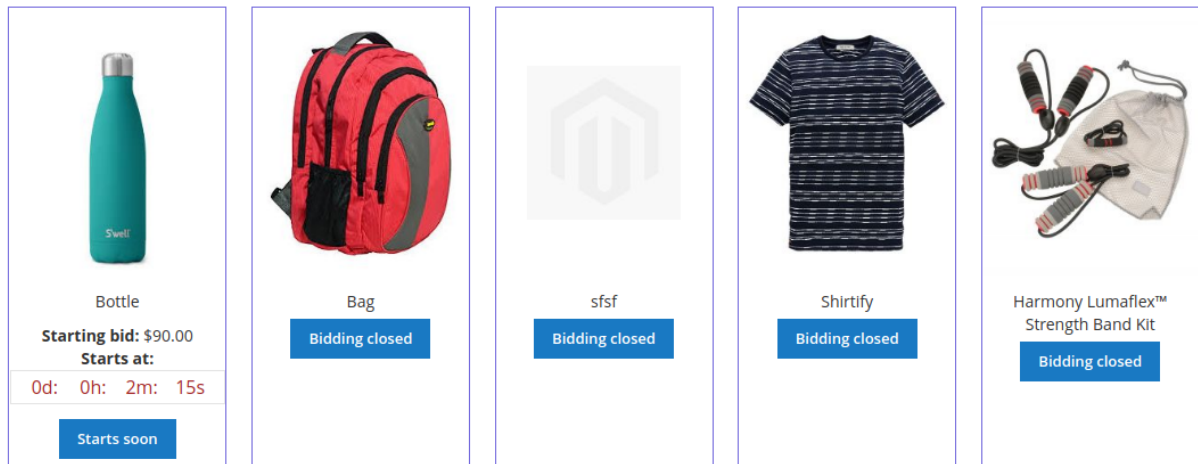 S'well
Bottle
Starting bid: $90.00
Starts at:
0d: 0h: 2m: 15s
Starts soon
Bag
Bidding closed
sfsf
Bidding closed
Shirtify
Bidding closed
Harmony Lumaflex™
Strength Band Kit
Bidding closed